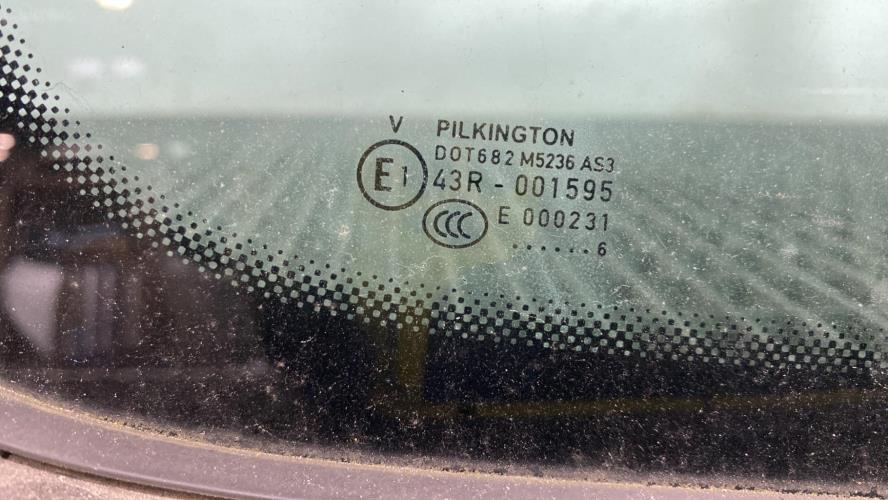 V PILKINGTON
DOT682 M5236 AS3
E1 43R - 001595
CCC E 000231
......6